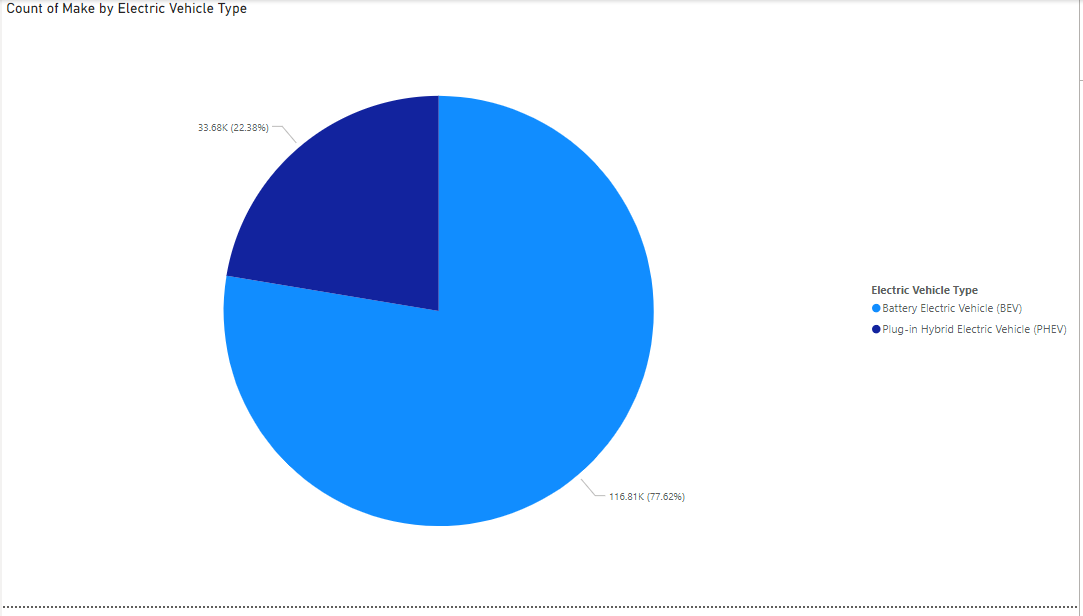 Count of Make by Electric Vehicle Type
33.68K (22.38%)
Electric Vehicle Type
Battery Electric Vehicle (BEV)
Plug-in Hybrid Electric Vehicle (PHEV)
116.81K (77.62%)